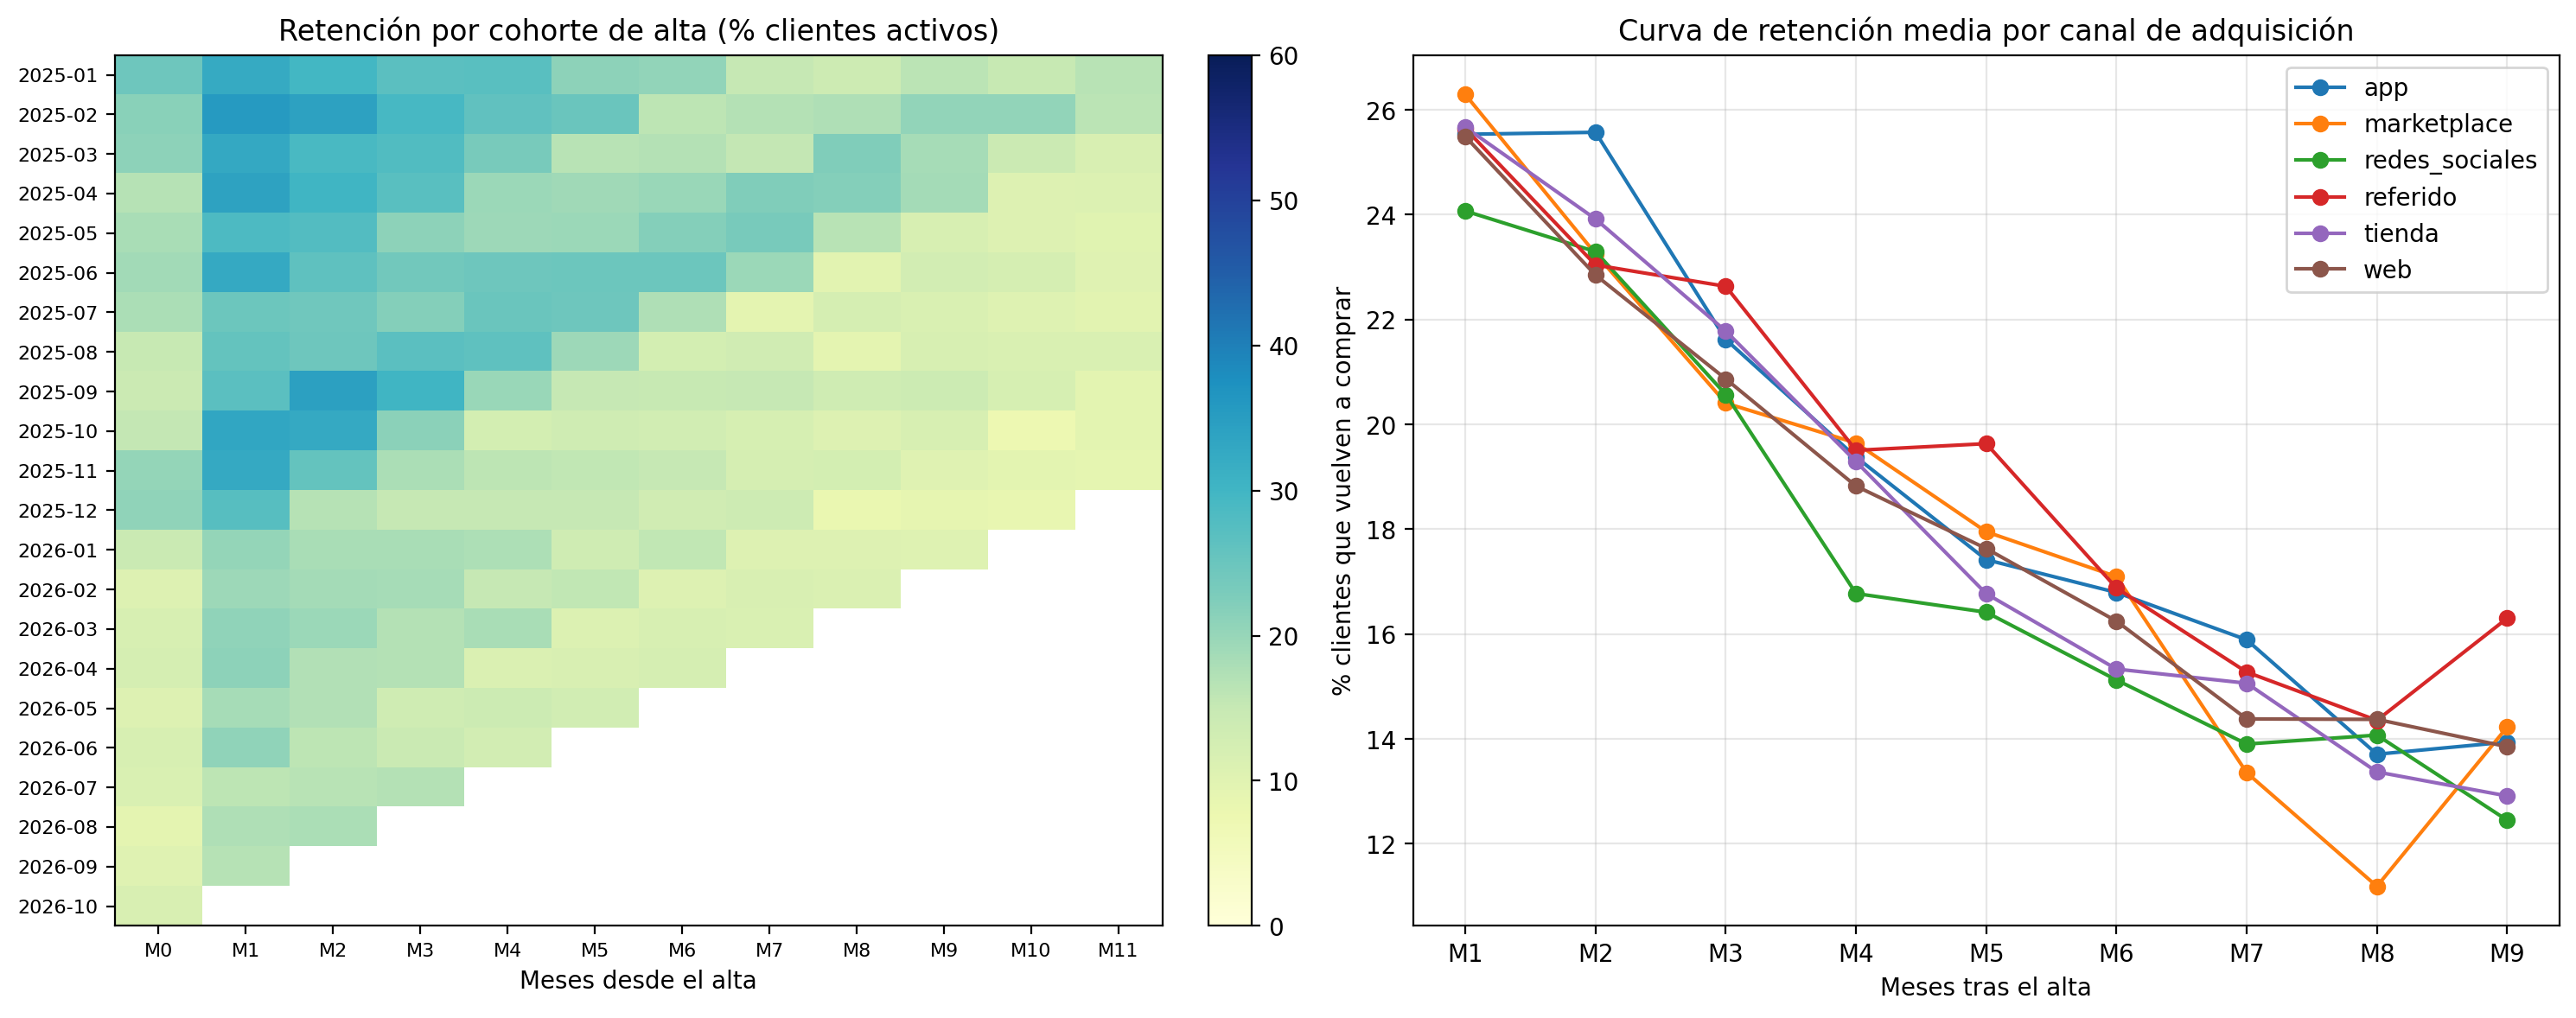 Retención por cohorte de alta (% clientes activos)
2025-01
2025-02
2025-03
2025-04
2025-05
2025-06
2025-07
2025-08
2025-09
2025-10
2025-11
2025-12
2026-01
2026-02
2026-03
2026-04
2026-05
2026-06
2026-07
2026-08
2026-09
2026-10
M0 M1 M2 M3 M4 M5 M6 M7 M8 M9 M10 M11
Meses desde el alta
60
50
40
30
20
10
0
Curva de retención media por canal de adquisición
% clientes que vuelven a comprar
26
24
22
20
18
16
14
12
app
marketplace
redes_sociales
referido
tienda
web
M1 M2 M3 M4 M5 M6 M7 M8 M9
Meses tras el alta